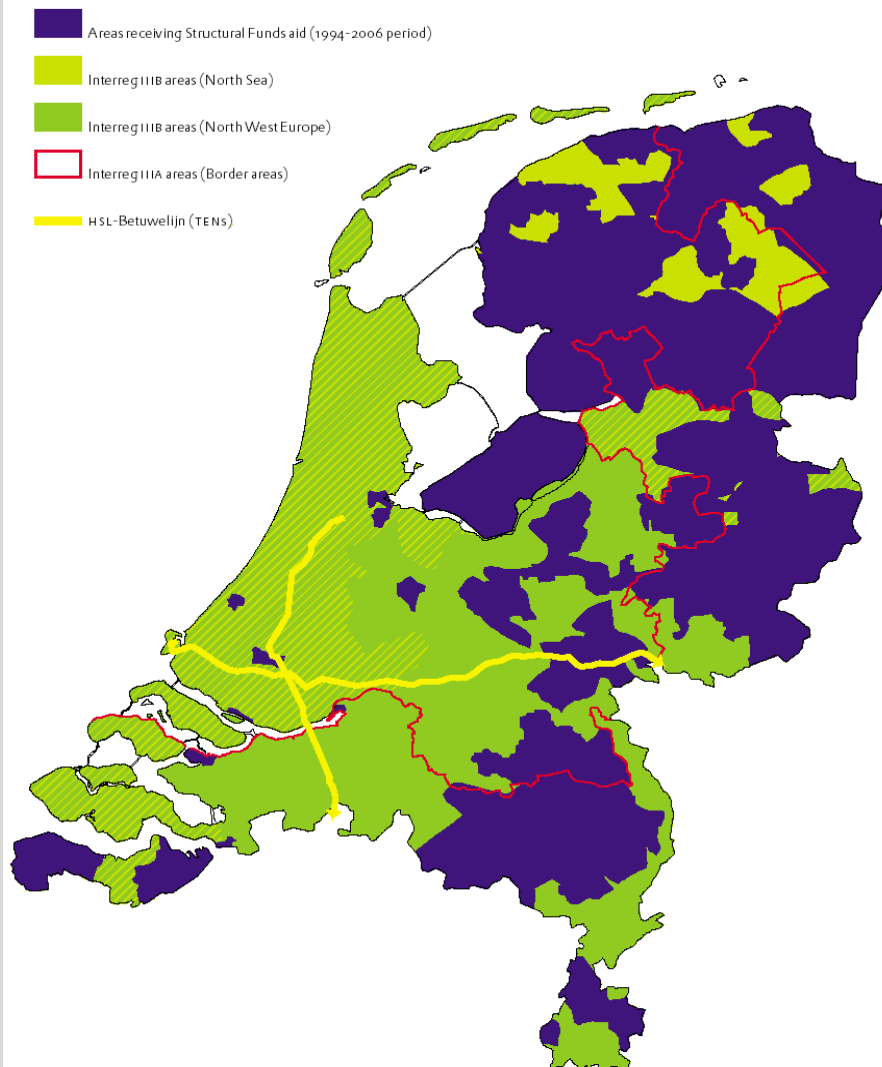 Areas receiving Structural Funds aid (1994-2006 period)
Interreg IIIB areas (North Sea)
Interreg IIIB areas (North West Europe)
Interreg IIIA areas (Border areas)
HSL-Betuwelijn (TENs)